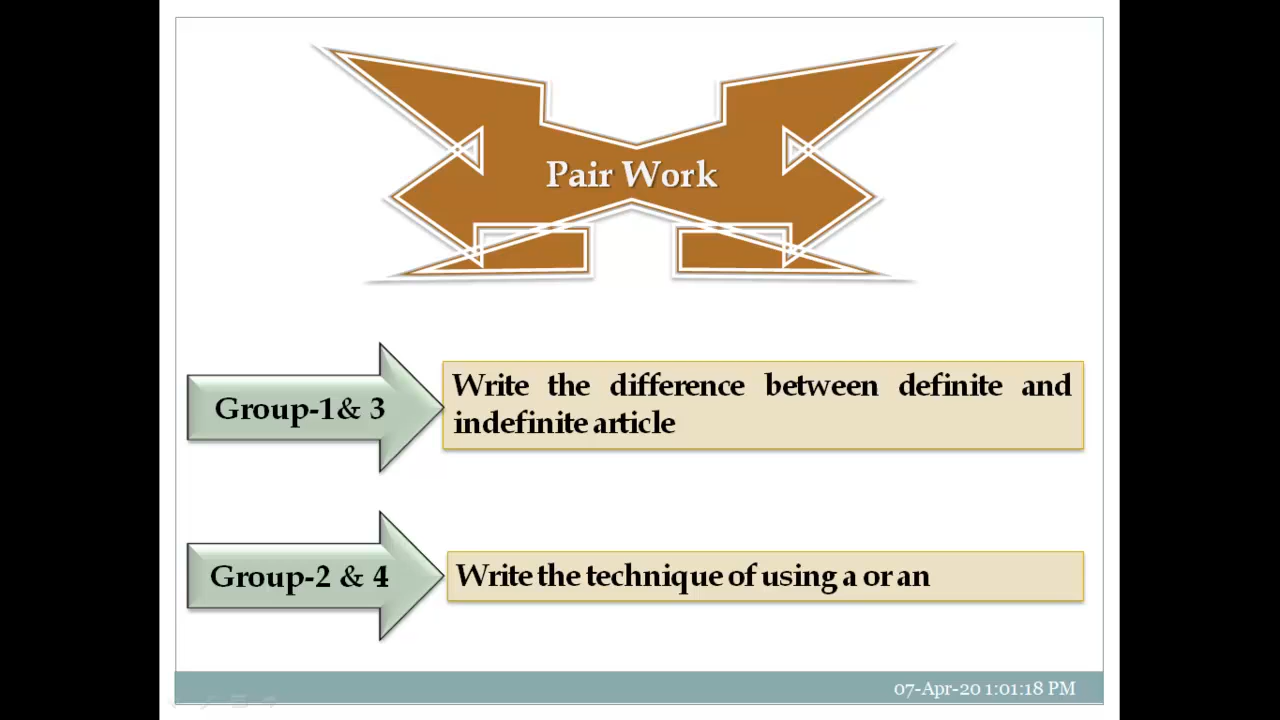 Pair Work
Group-1& 3
Write the difference between definite and
indefinite article
Group-2 & 4
Write the technique of using a or an
07-Apr-20 1:01:18 PM